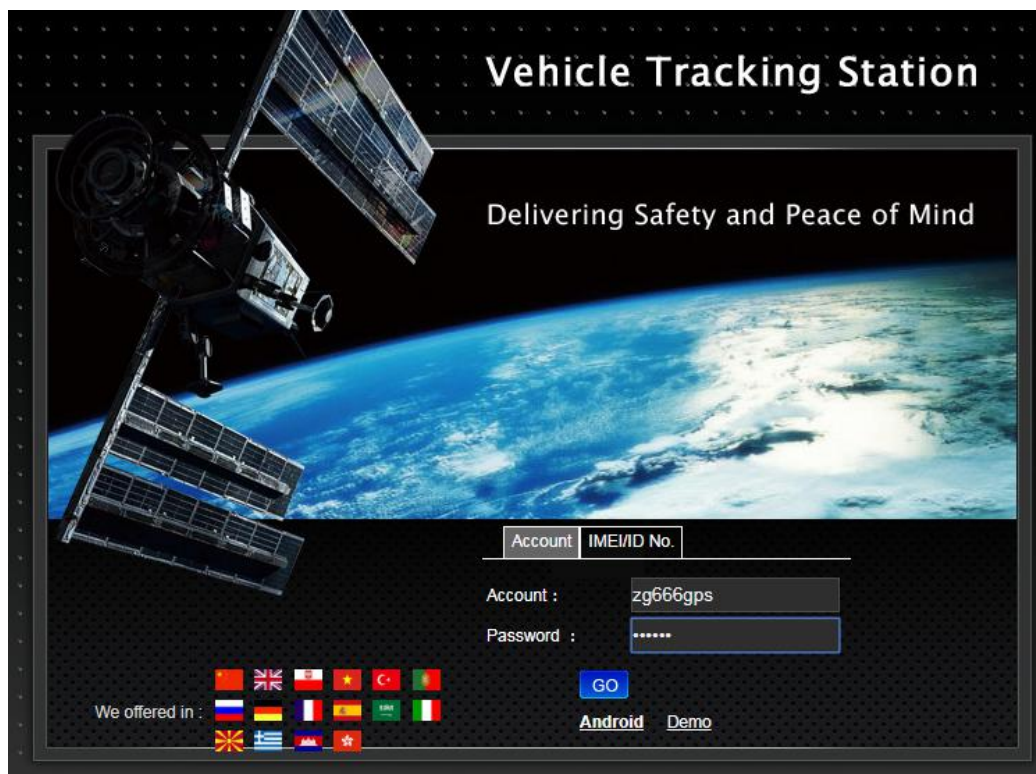 Vehicle Tracking Station
Delivering Safety and Peace of Mind
Account IMEI/ID No.
Account : zg666gps
Password : ••••••
GO
We offered in :
Android Demo